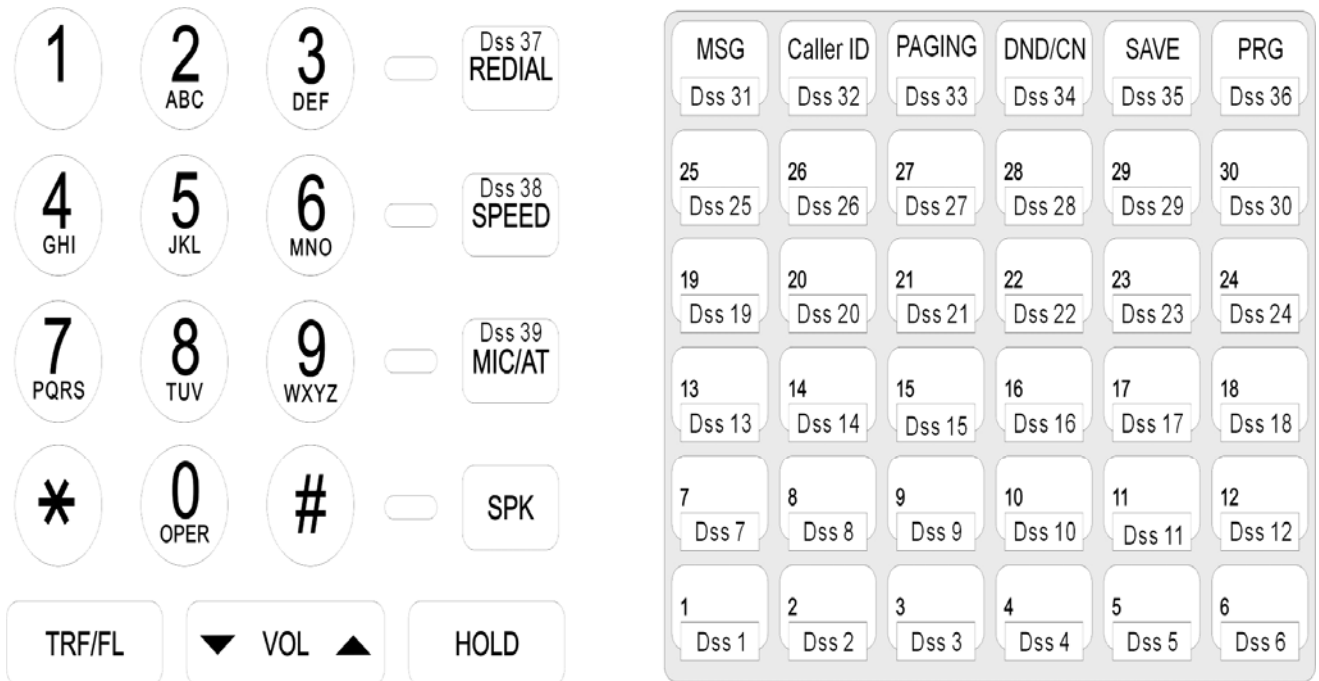 1
2
ABC
3
DEF
Dss 37
REDIAL
4
GHI
5
JKL
6
MNO
Dss 38
SPEED
7
PQRS
8
TUV
9
WXYZ
Dss 39
MIC/AT
*
0
OPER
#
SPK
TRF/FL
▼ VOL ▲
HOLD
MSG
Dss 31
Caller ID
Dss 32
PAGING
Dss 33
DND/CN
Dss 34
SAVE
Dss 35
PRG
Dss 36
25
Dss 25
26
Dss 26
27
Dss 27
28
Dss 28
29
Dss 29
30
Dss 30
19
Dss 19
20
Dss 20
21
Dss 21
22
Dss 22
23
Dss 23
24
Dss 24
13
Dss 13
14
Dss 14
15
Dss 15
16
Dss 16
17
Dss 17
18
Dss 18
7
Dss 7
8
Dss 8
9
Dss 9
10
Dss 10
11
Dss 11
12
Dss 12
1
Dss 1
2
Dss 2
3
Dss 3
4
Dss 4
5
Dss 5
6
Dss 6